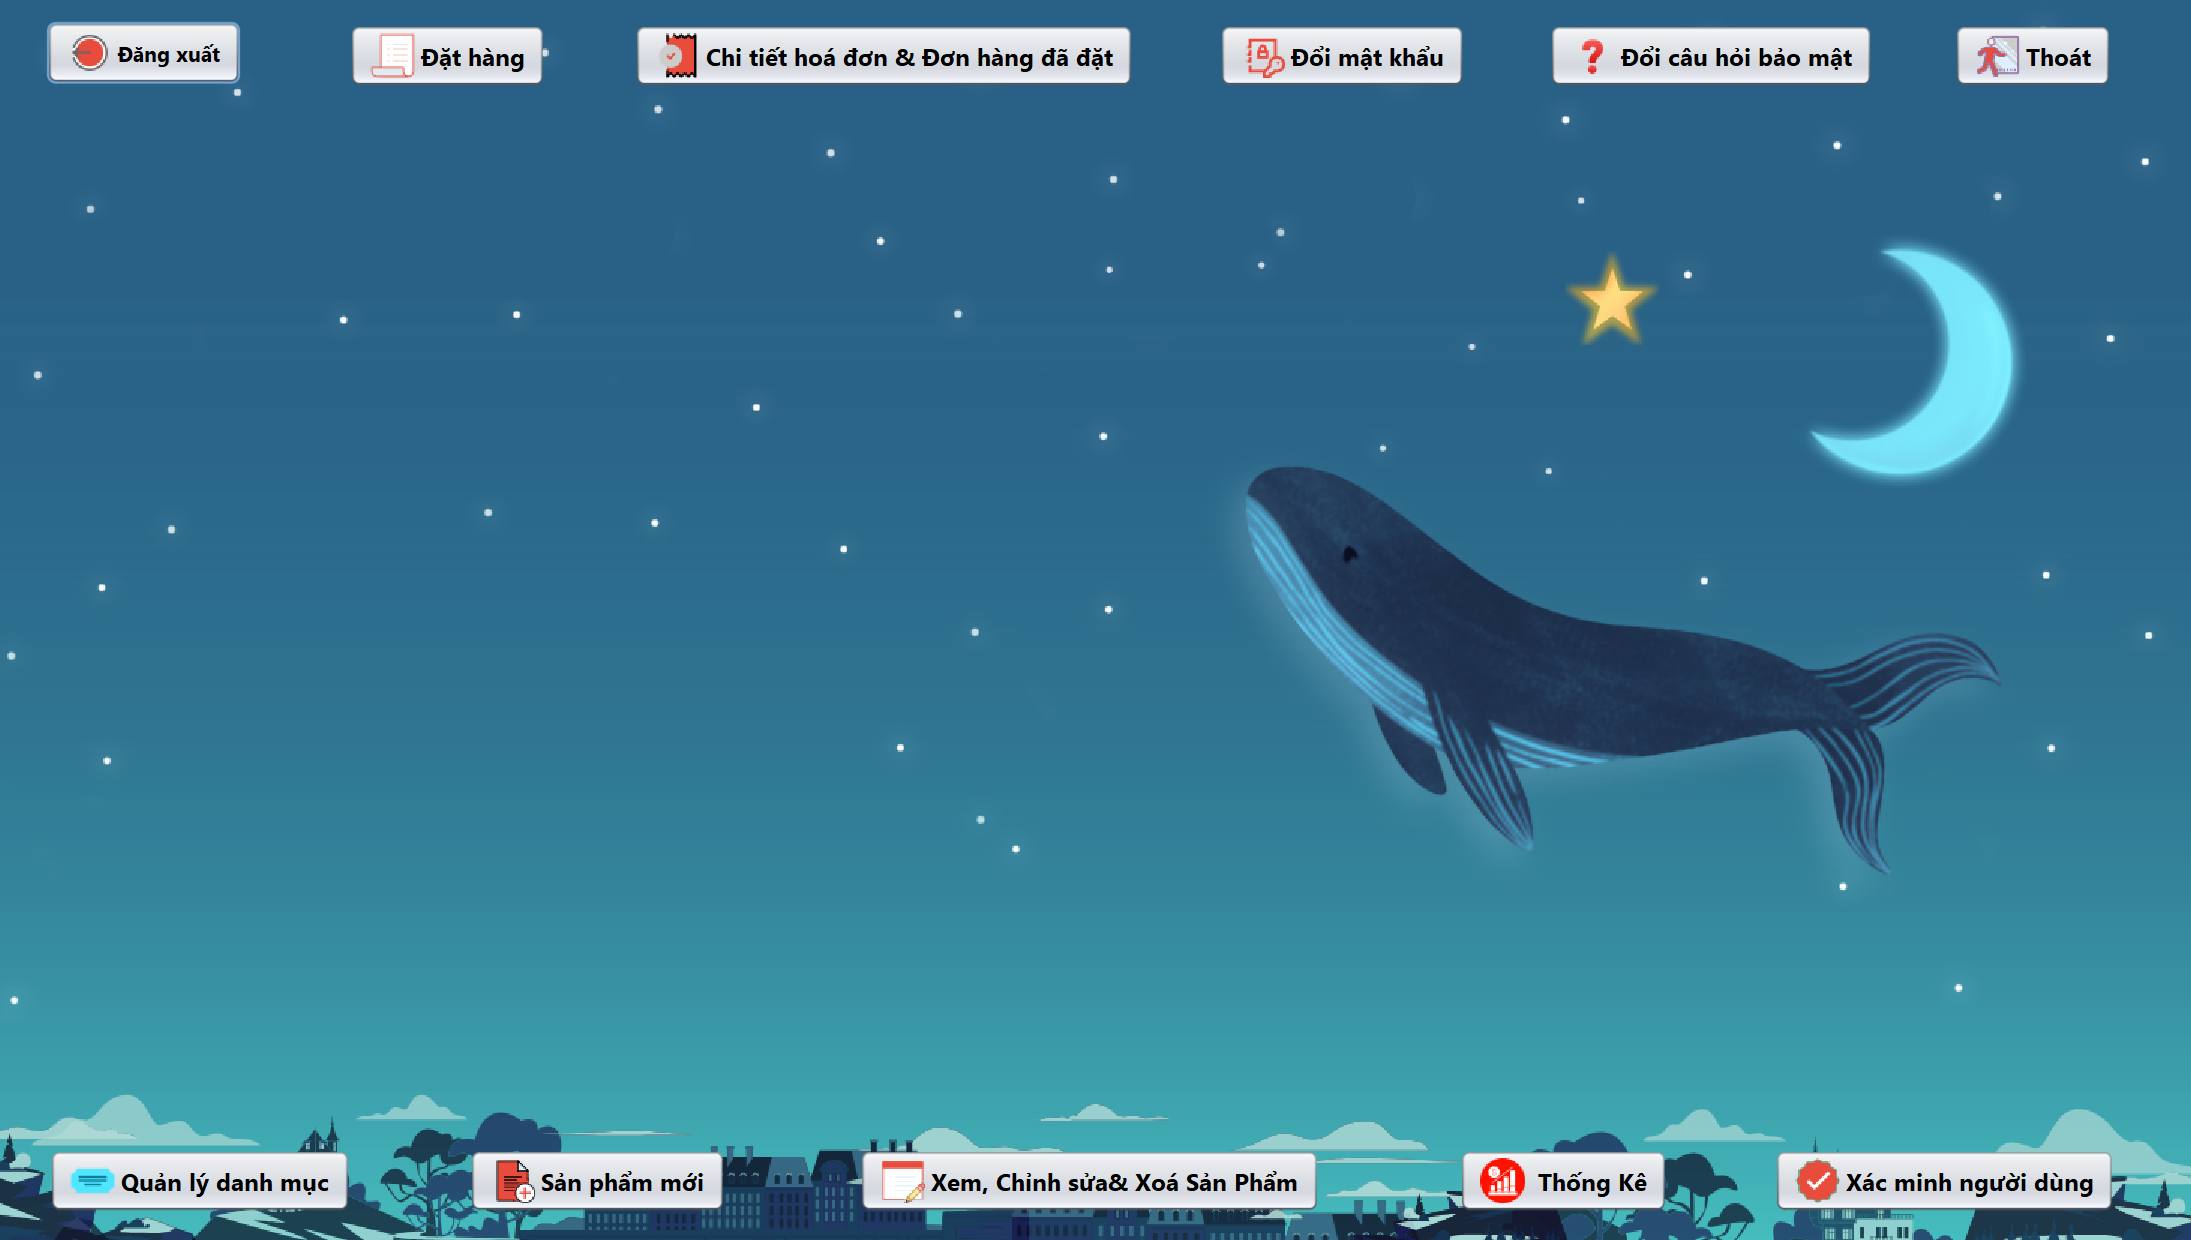 Đăng xuất
Đặt hàng
Chi tiết hoá đơn & Đơn hàng đã đặt
Đổi mật khẩu
Đổi câu hỏi bảo mật
Thoát
Quản lý danh mục
Sản phẩm mới
Xem, Chỉnh sửa& Xoá Sản Phẩm
Thống Kê
Xác minh người dùng